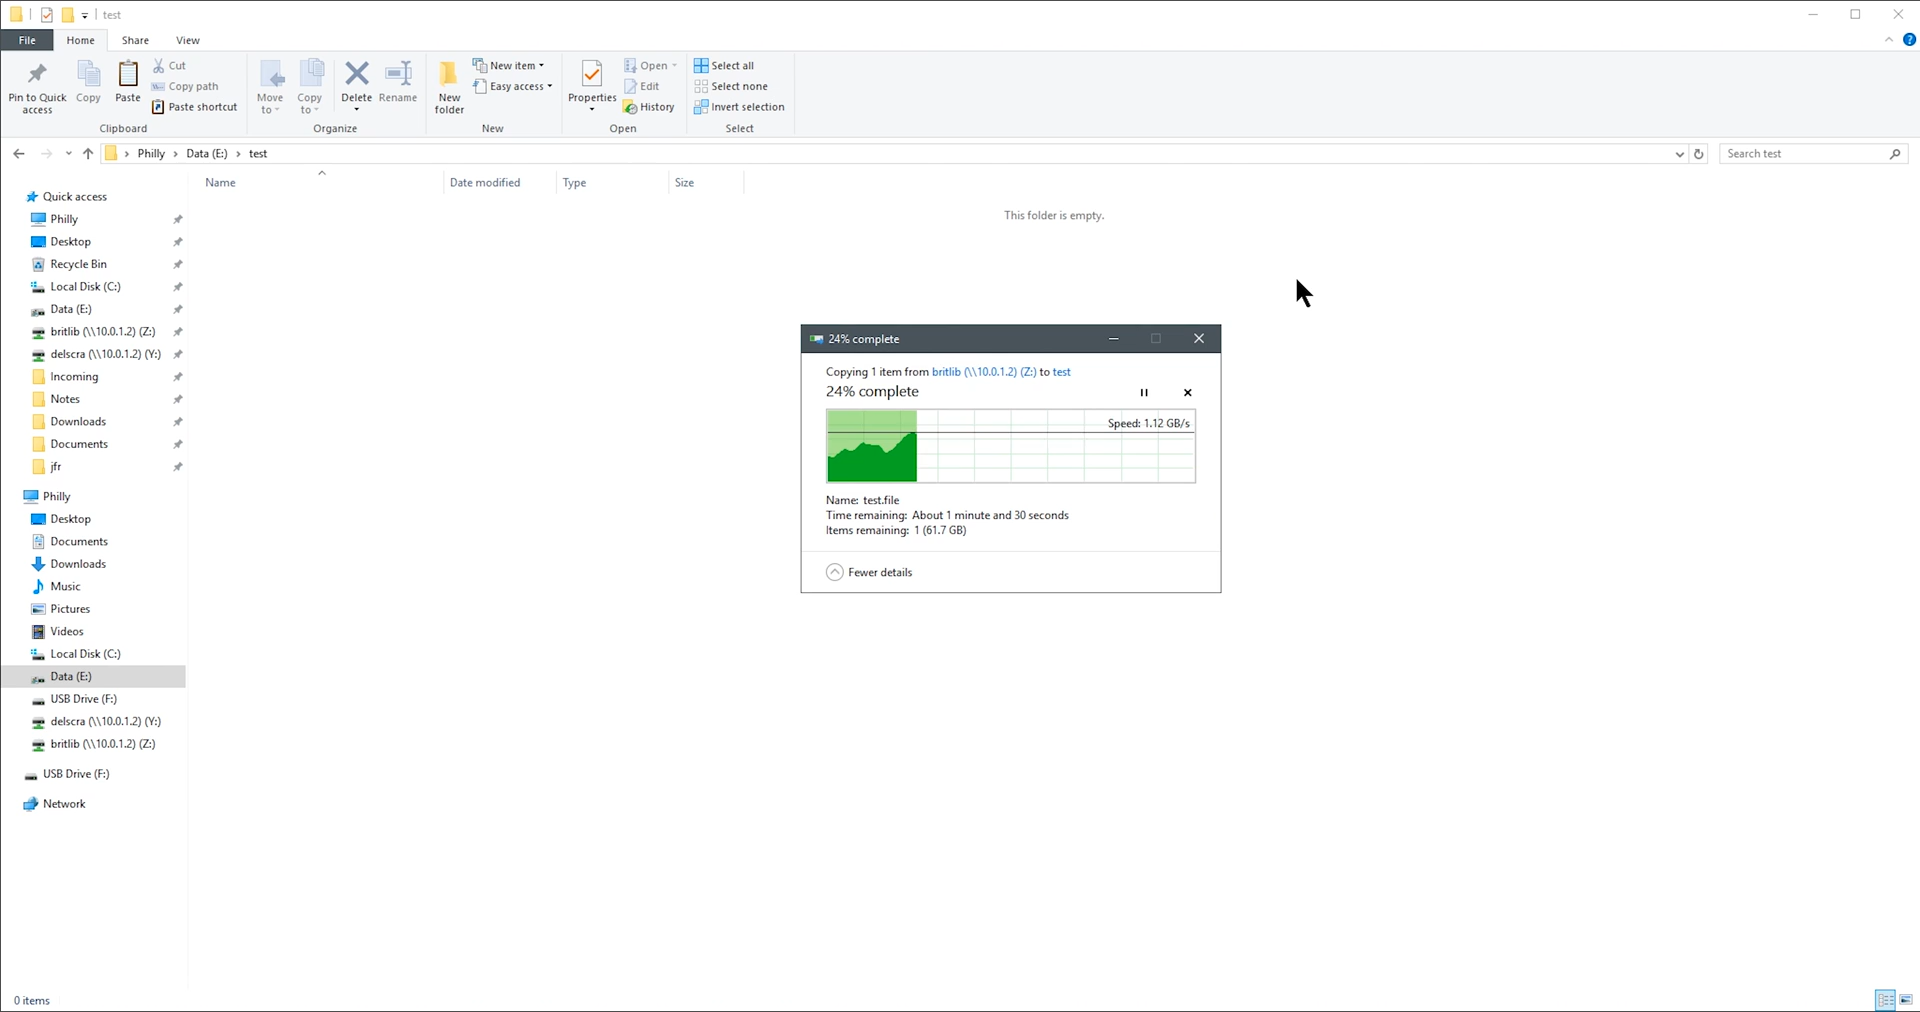 test
File Home Share View
Pin to Quick access
Copy
Paste
Cut
Copy path
Paste shortcut
Clipboard
Move to
Copy to
Delete
Rename
Organize
New folder
New item
Easy access
New
Properties
Open
Edit
History
Open
Select all
Select none
Invert selection
Select
Philly Data (E:) test
Search test
Name Date modified Type Size
This folder is empty.
Quick access
Philly
Desktop
Recycle Bin
Local Disk (C:)
Data (E:)
britlib (\\10.0.1.2) (Z:)
delscra (\\10.0.1.2) (Y:)
Incoming
Notes
Downloads
Documents
jfr
Philly
Desktop
Documents
Downloads
Music
Pictures
Videos
Local Disk (C:)
Data (E:)
USB Drive (F:)
delscra (\\10.0.1.2) (Y:)
britlib (\\10.0.1.2) (Z:)
USB Drive (F:)
Network
24% complete
Copying 1 item from britlib (\\10.0.1.2) (Z:) to test
24% complete
Speed: 1.12 GB/s
Name: test.file
Time remaining: About 1 minute and 30 seconds
Items remaining: 1 (61.7 GB)
Fewer details
0 items